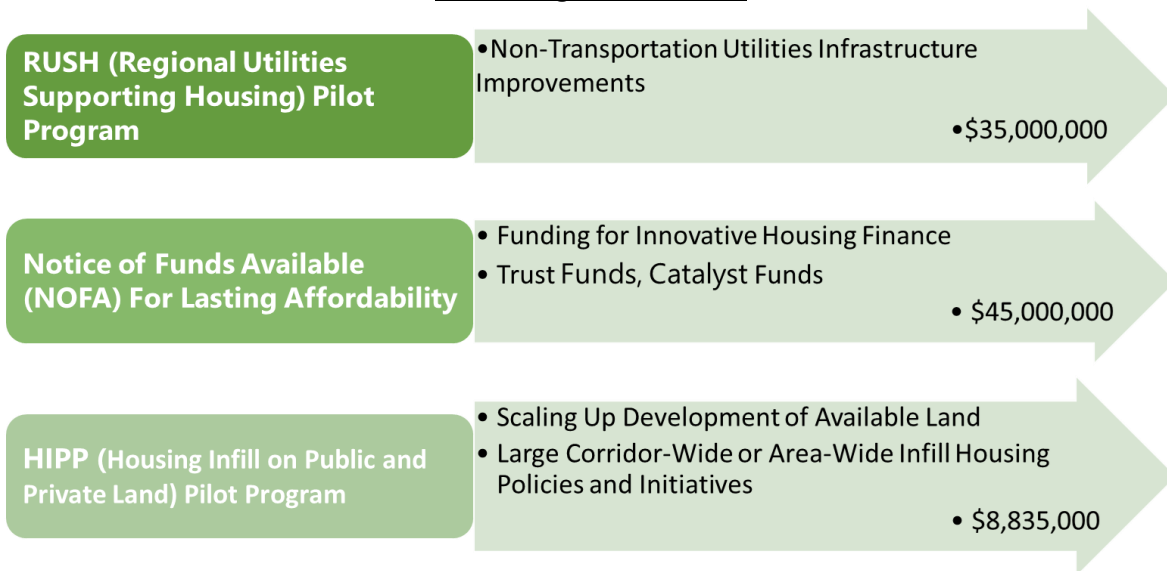 RUSH (Regional Utilities
Supporting Housing) Pilot
Program
•Non-Transportation Utilities Infrastructure
Improvements
•$35,000,000
Notice of Funds Available
(NOFA) For Lasting Affordability
• Funding for Innovative Housing Finance
• Trust Funds, Catalyst Funds
• $45,000,000
HIPP (Housing Infill on Public and
Private Land) Pilot Program
• Scaling Up Development of Available Land
• Large Corridor-Wide or Area-Wide Infill Housing
Policies and Initiatives
• $8,835,000